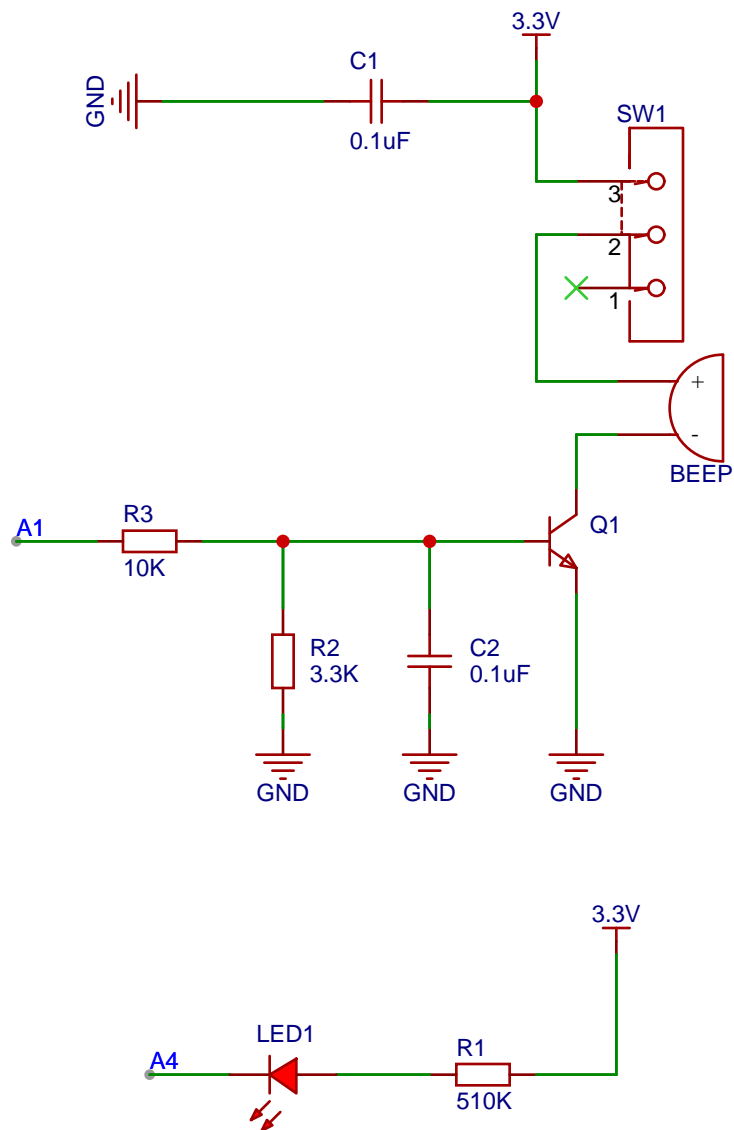 3.3V
C1
GND
0.1uF
SW1
3
2
1
+
-
BEEP
R3
A1
Q1
10K
R2
3.3K
C2
0.1uF
GND
GND
GND
3.3V
LED1
R1
A4
510K